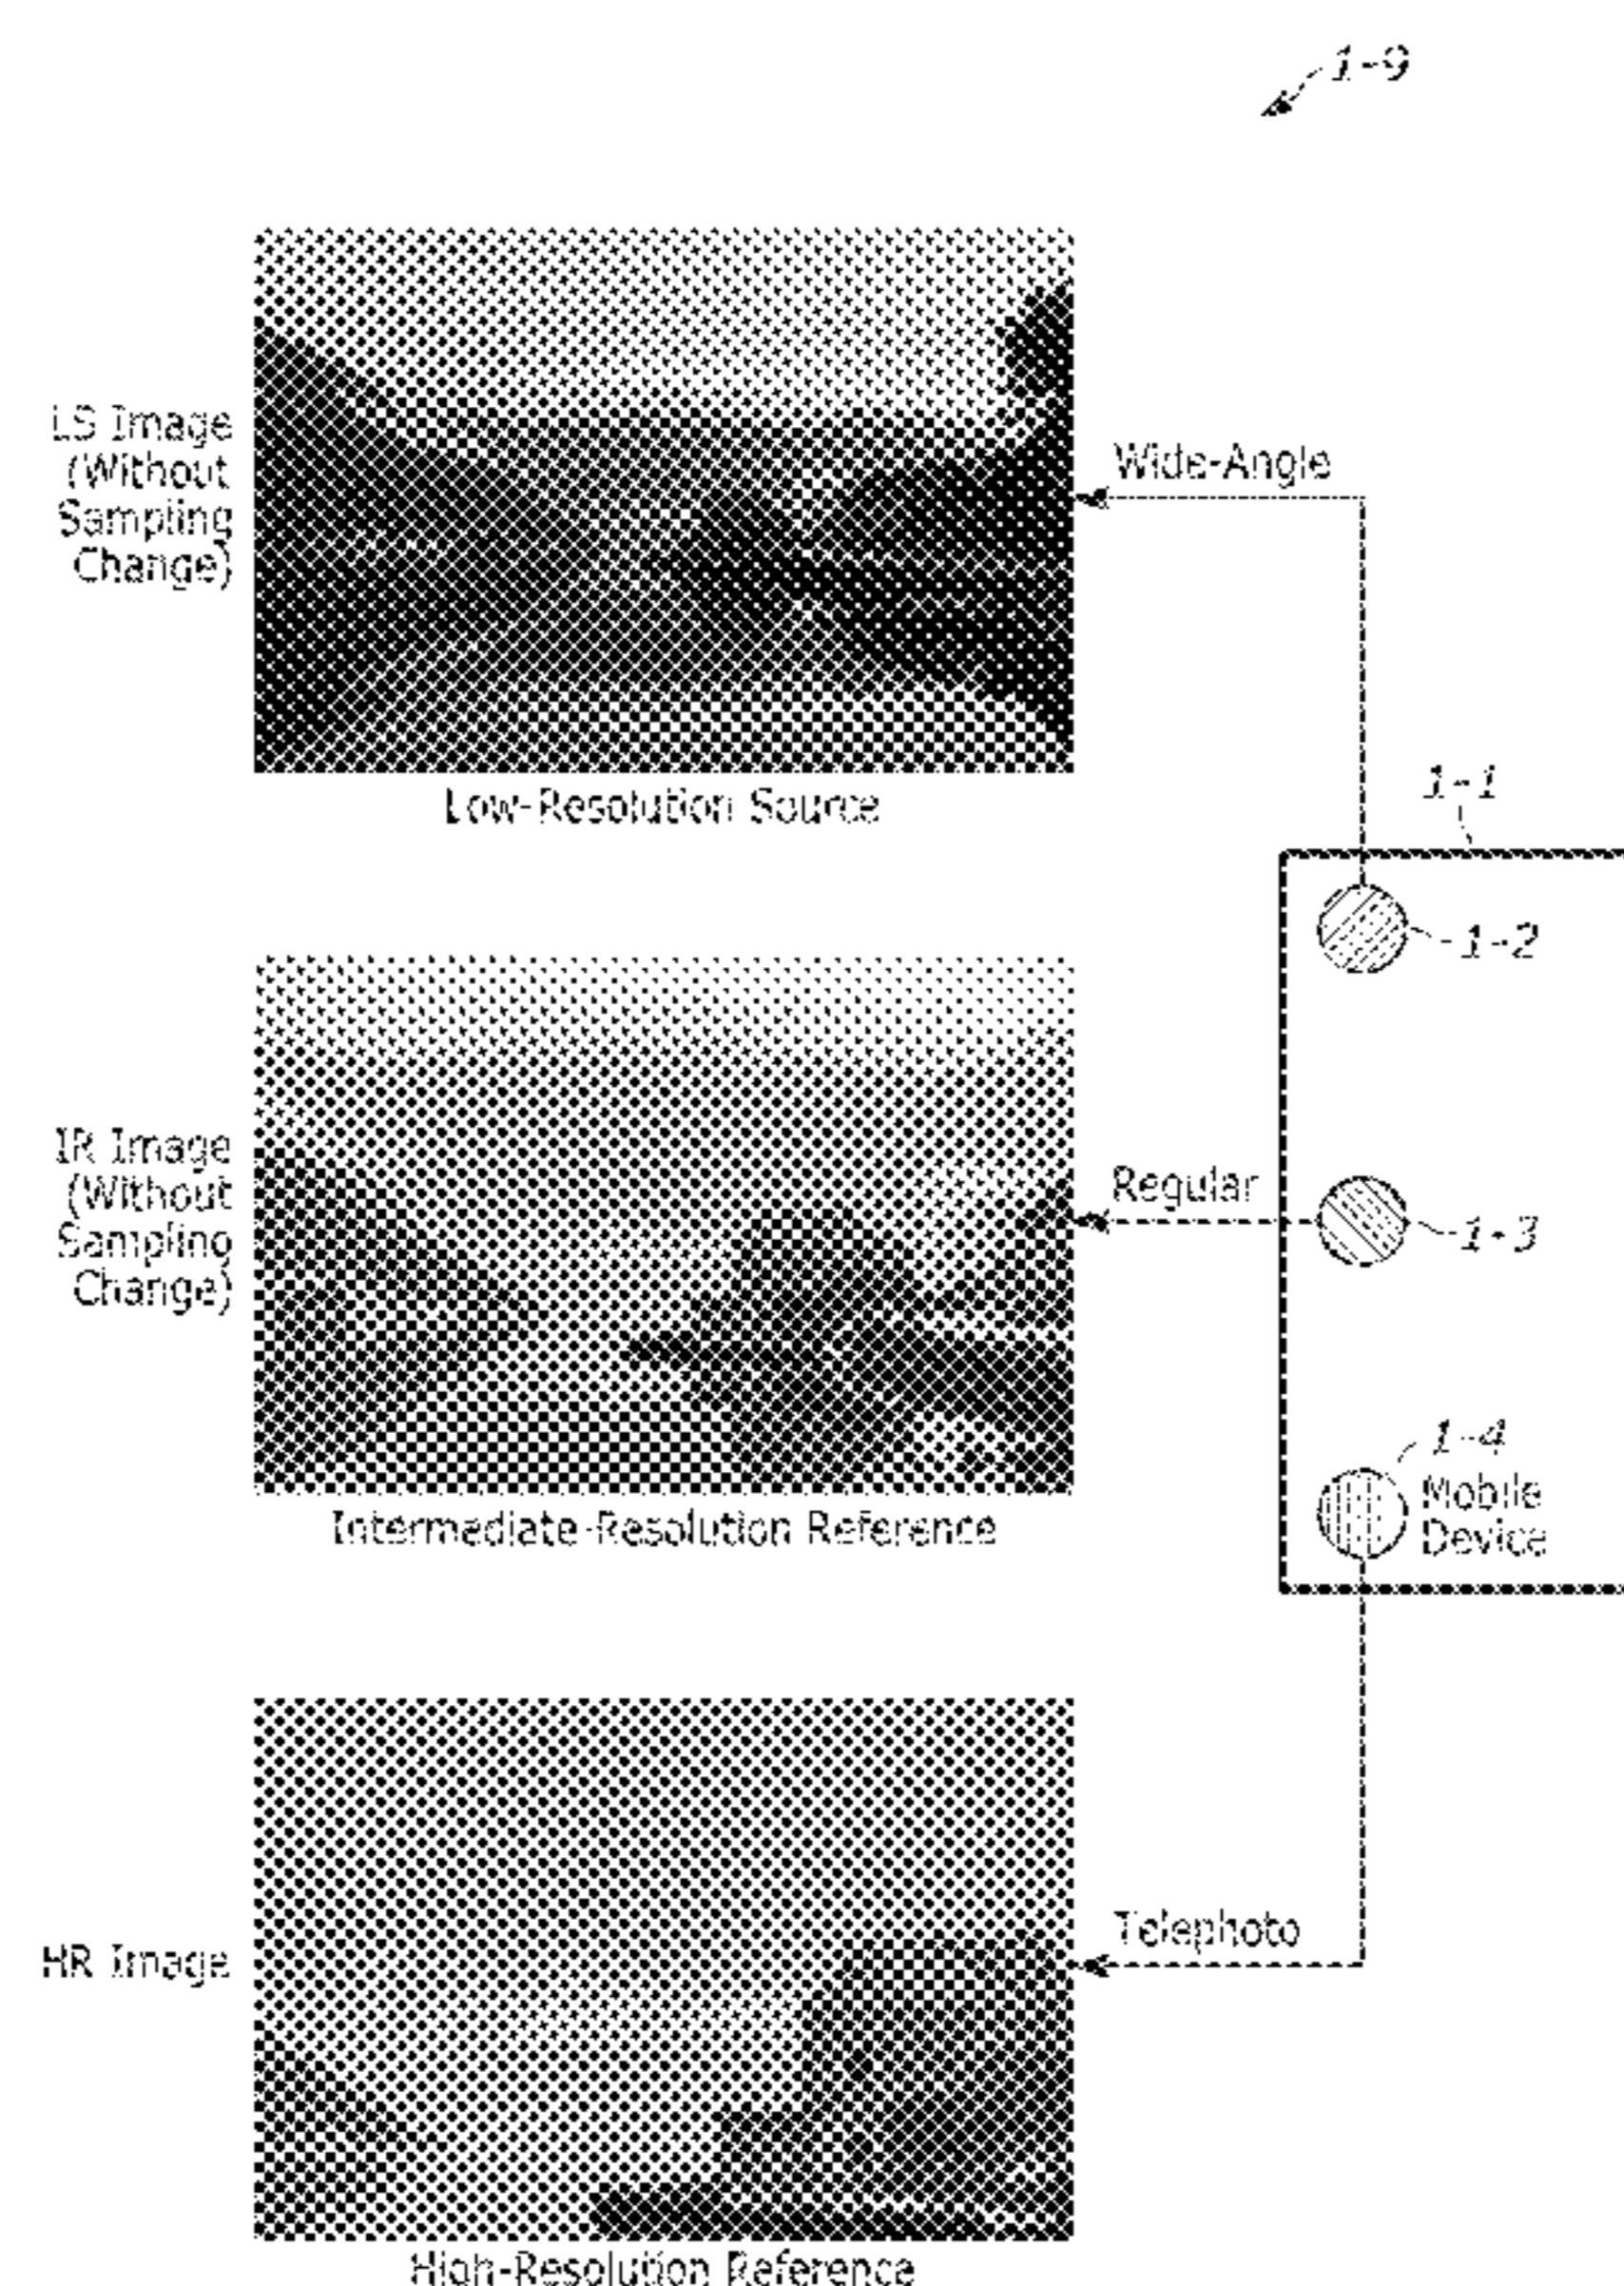 1-9
LS Image
(Without
Sampling
Change)
Wide-Angle
Low-Resolution Source
1-1
1-2
IR Image
(Without
Sampling
Change)
Regular
1-3
1-4
Mobile
Device
Intermediate-Resolution Reference
HR Image
Telephoto
High-Resolution Reference